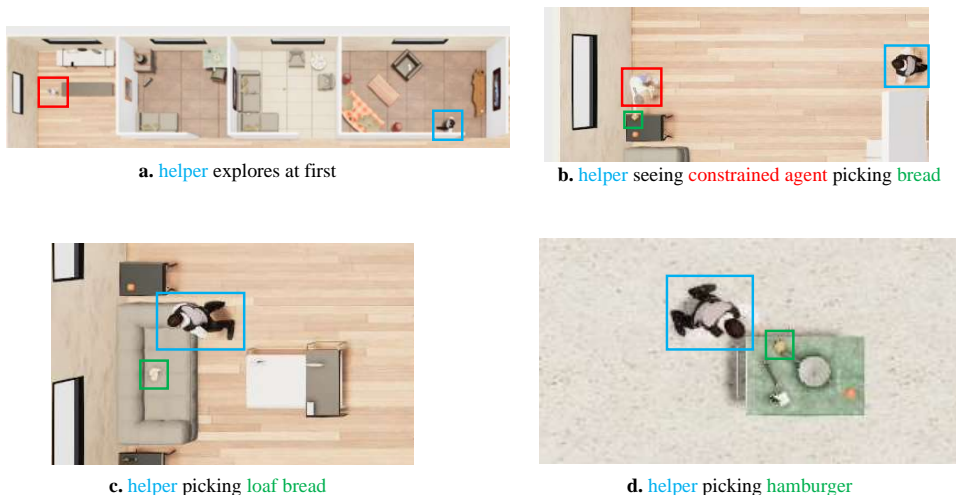 a. helper explores at first
b. helper seeing constrained agent picking bread
c. helper picking loaf bread
d. helper picking hamburger